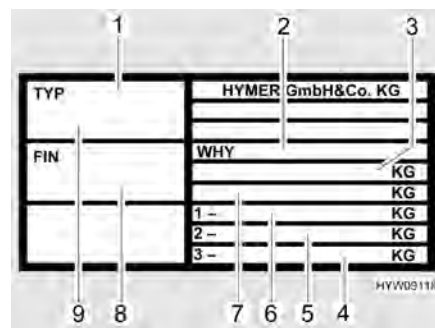 1 2 3
TYP
HYMER GmbH&Co. KG
FIN
WHY
KG
KG
1 – KG
2 – KG
3 – KG
HYW0911/
9 8 7 6 5 4